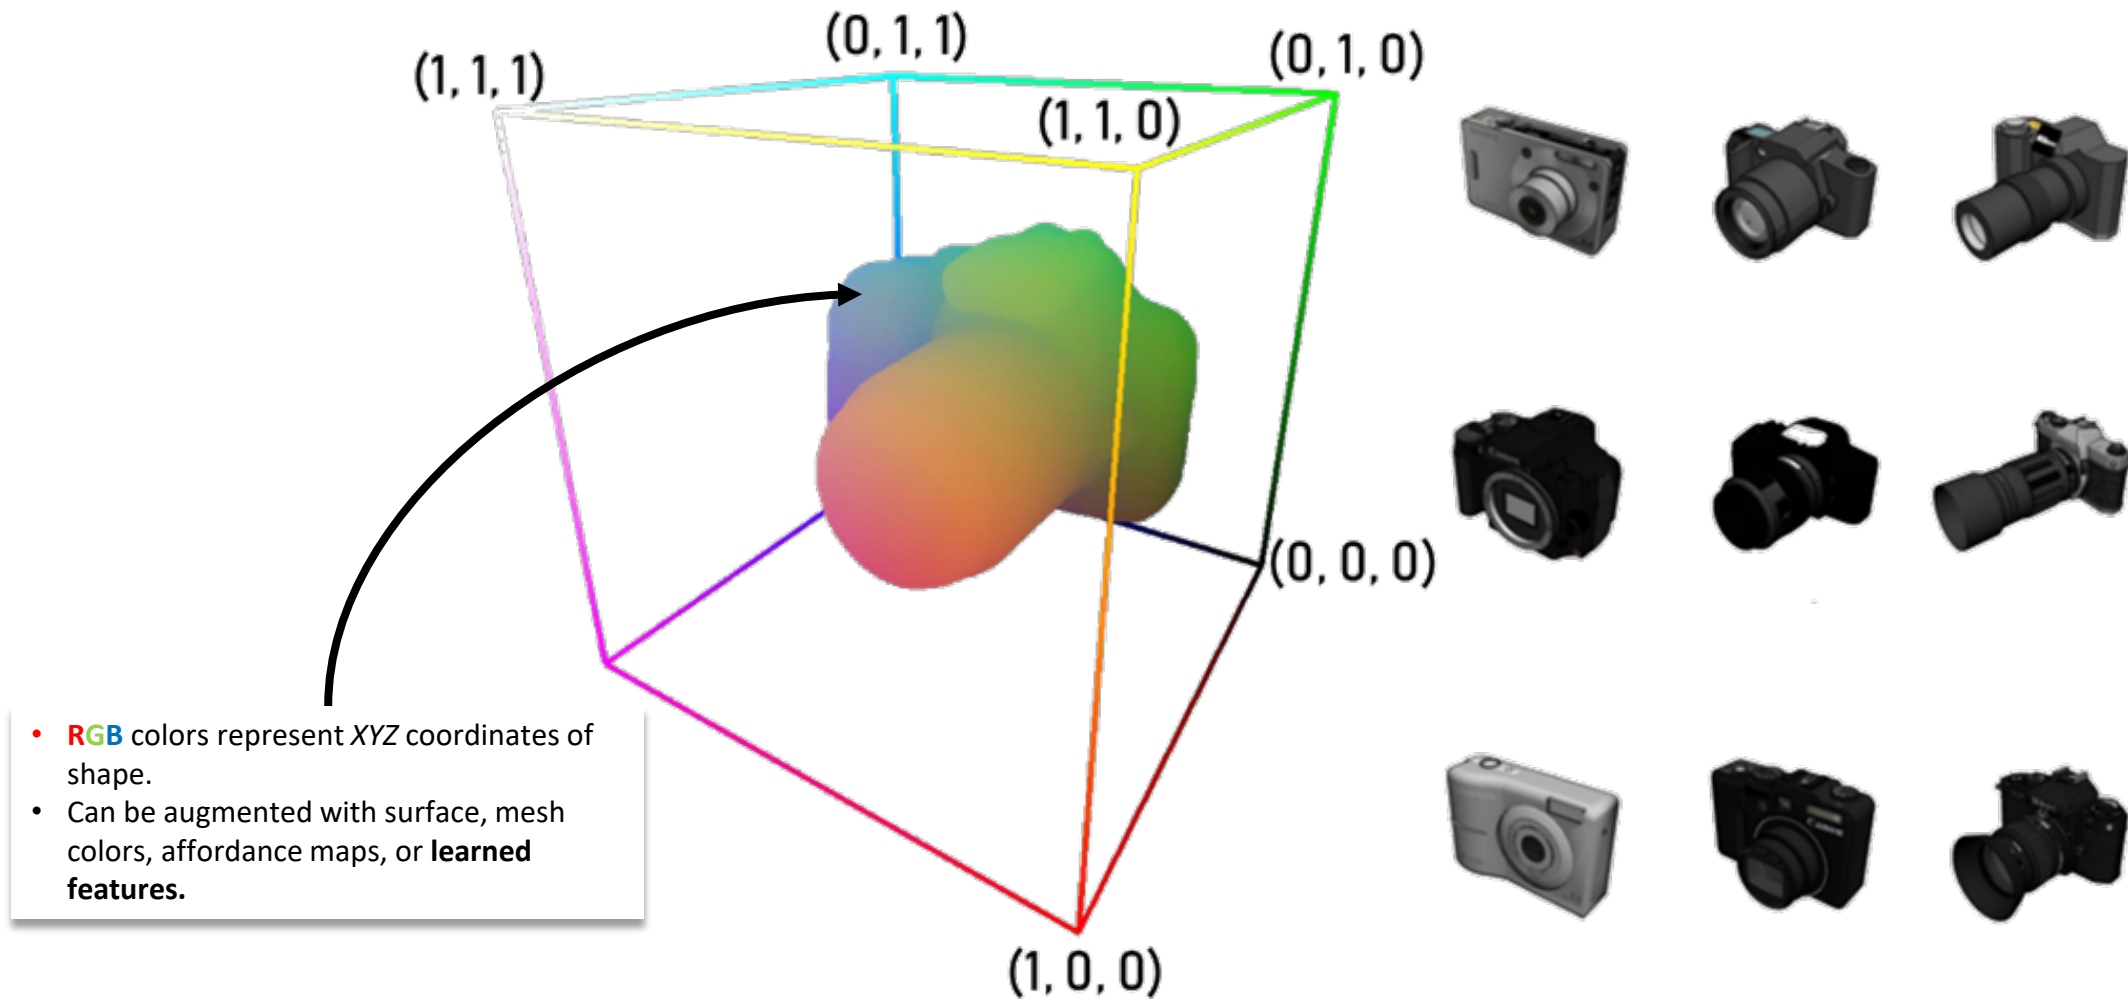 (0, 1, 1)
(0, 1, 0)
(1, 1, 1)
(1, 1, 0)
(0, 0, 0)
(1, 0, 0)
• RGB colors represent XYZ coordinates of
shape.
• Can be augmented with surface, mesh
colors, affordance maps, or learned
features.
Canon